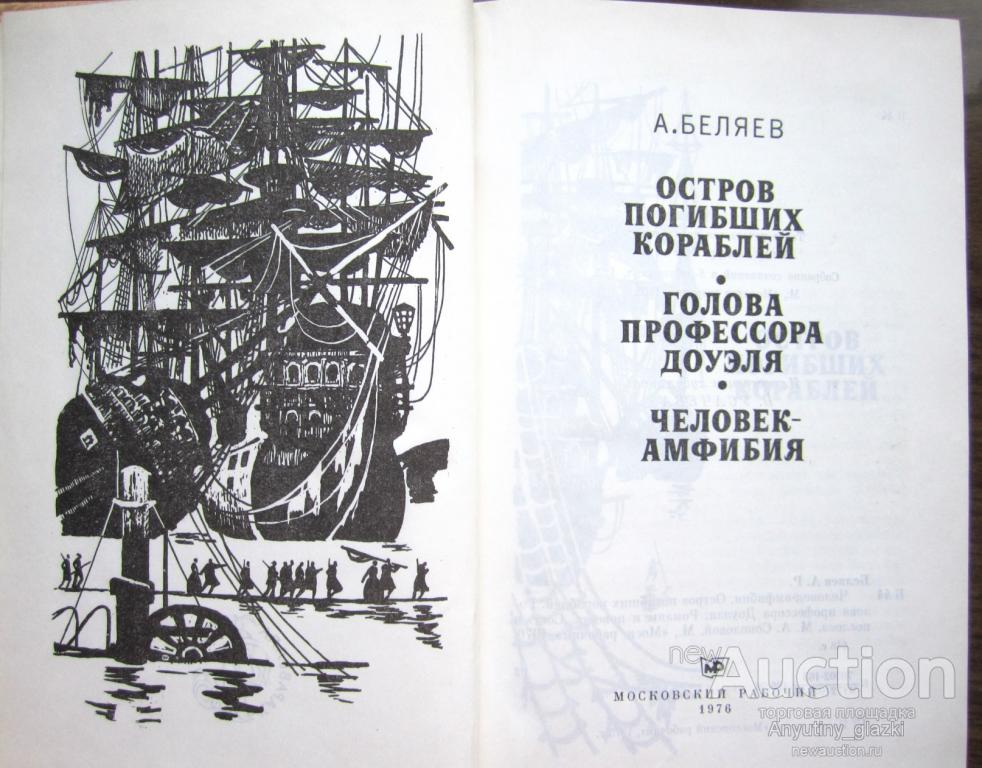 А.БЕЛЯЕВ
ОСТРОВ
ПОГИБШИХ
КОРАБЛЕЙ
•
ГОЛОВА
ПРОФЕССОРА
ДОУЭЛЯ
•
ЧЕЛОВЕК-
АМФИБИЯ
МОСКОВСКИЙ РАБОЧИЙ
1976
newAuction
торговая площадка
Anyutiny_glazki
newauction.ru